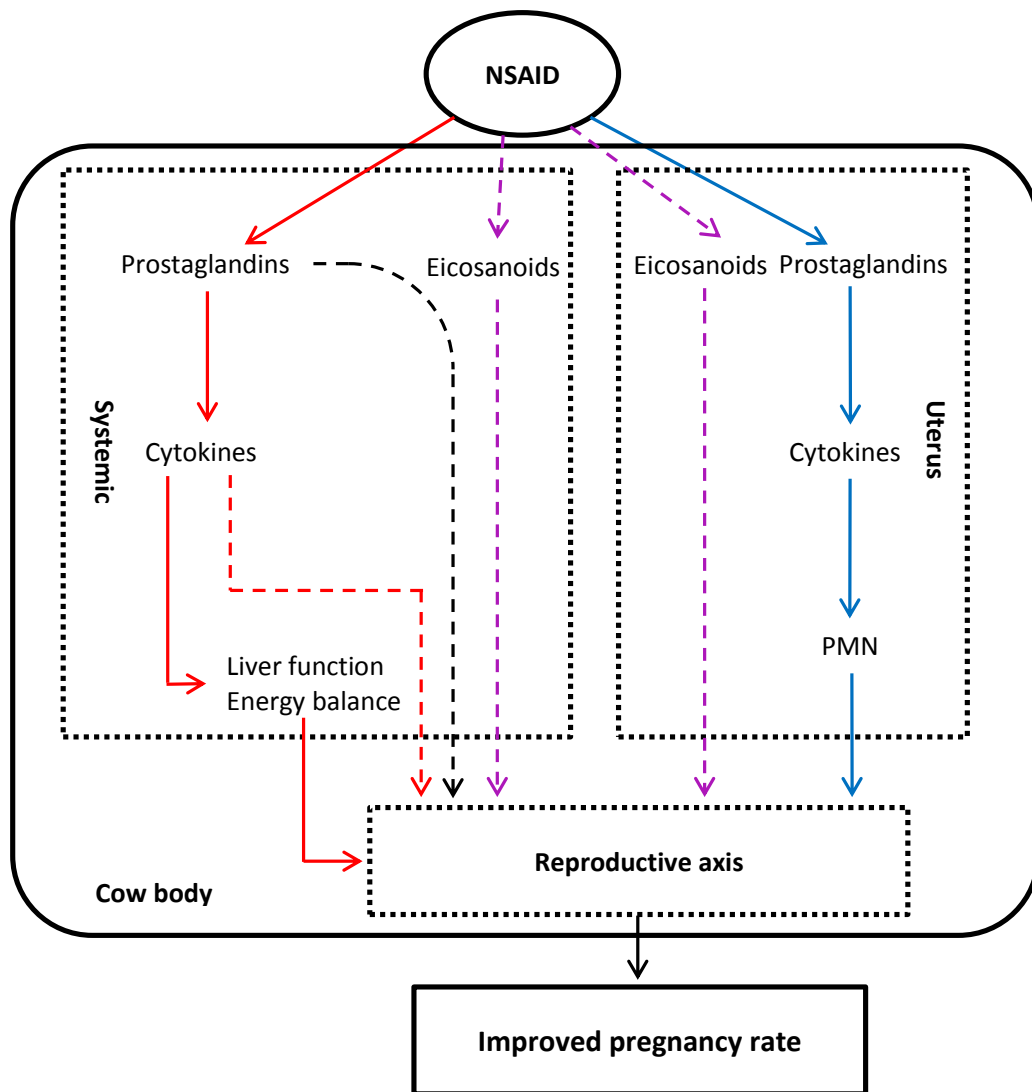 NSAID
Prostaglandins
Eicosanoids
Eicosanoids
Prostaglandins
Systemic
Uterus
Cytokines
Cytokines
PMN
Liver function
Energy balance
Reproductive axis
Cow body
Improved pregnancy rate